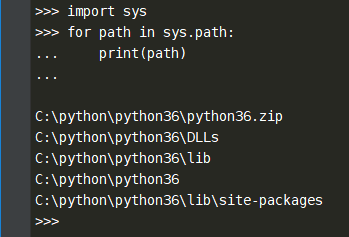 >>> import sys
>>> for path in sys.path:
...     print(path)
...
C:\python\python36\python36.zip
C:\python\python36\DLLs
C:\python\python36\lib
C:\python\python36
C:\python\python36\lib\site-packages
>>>